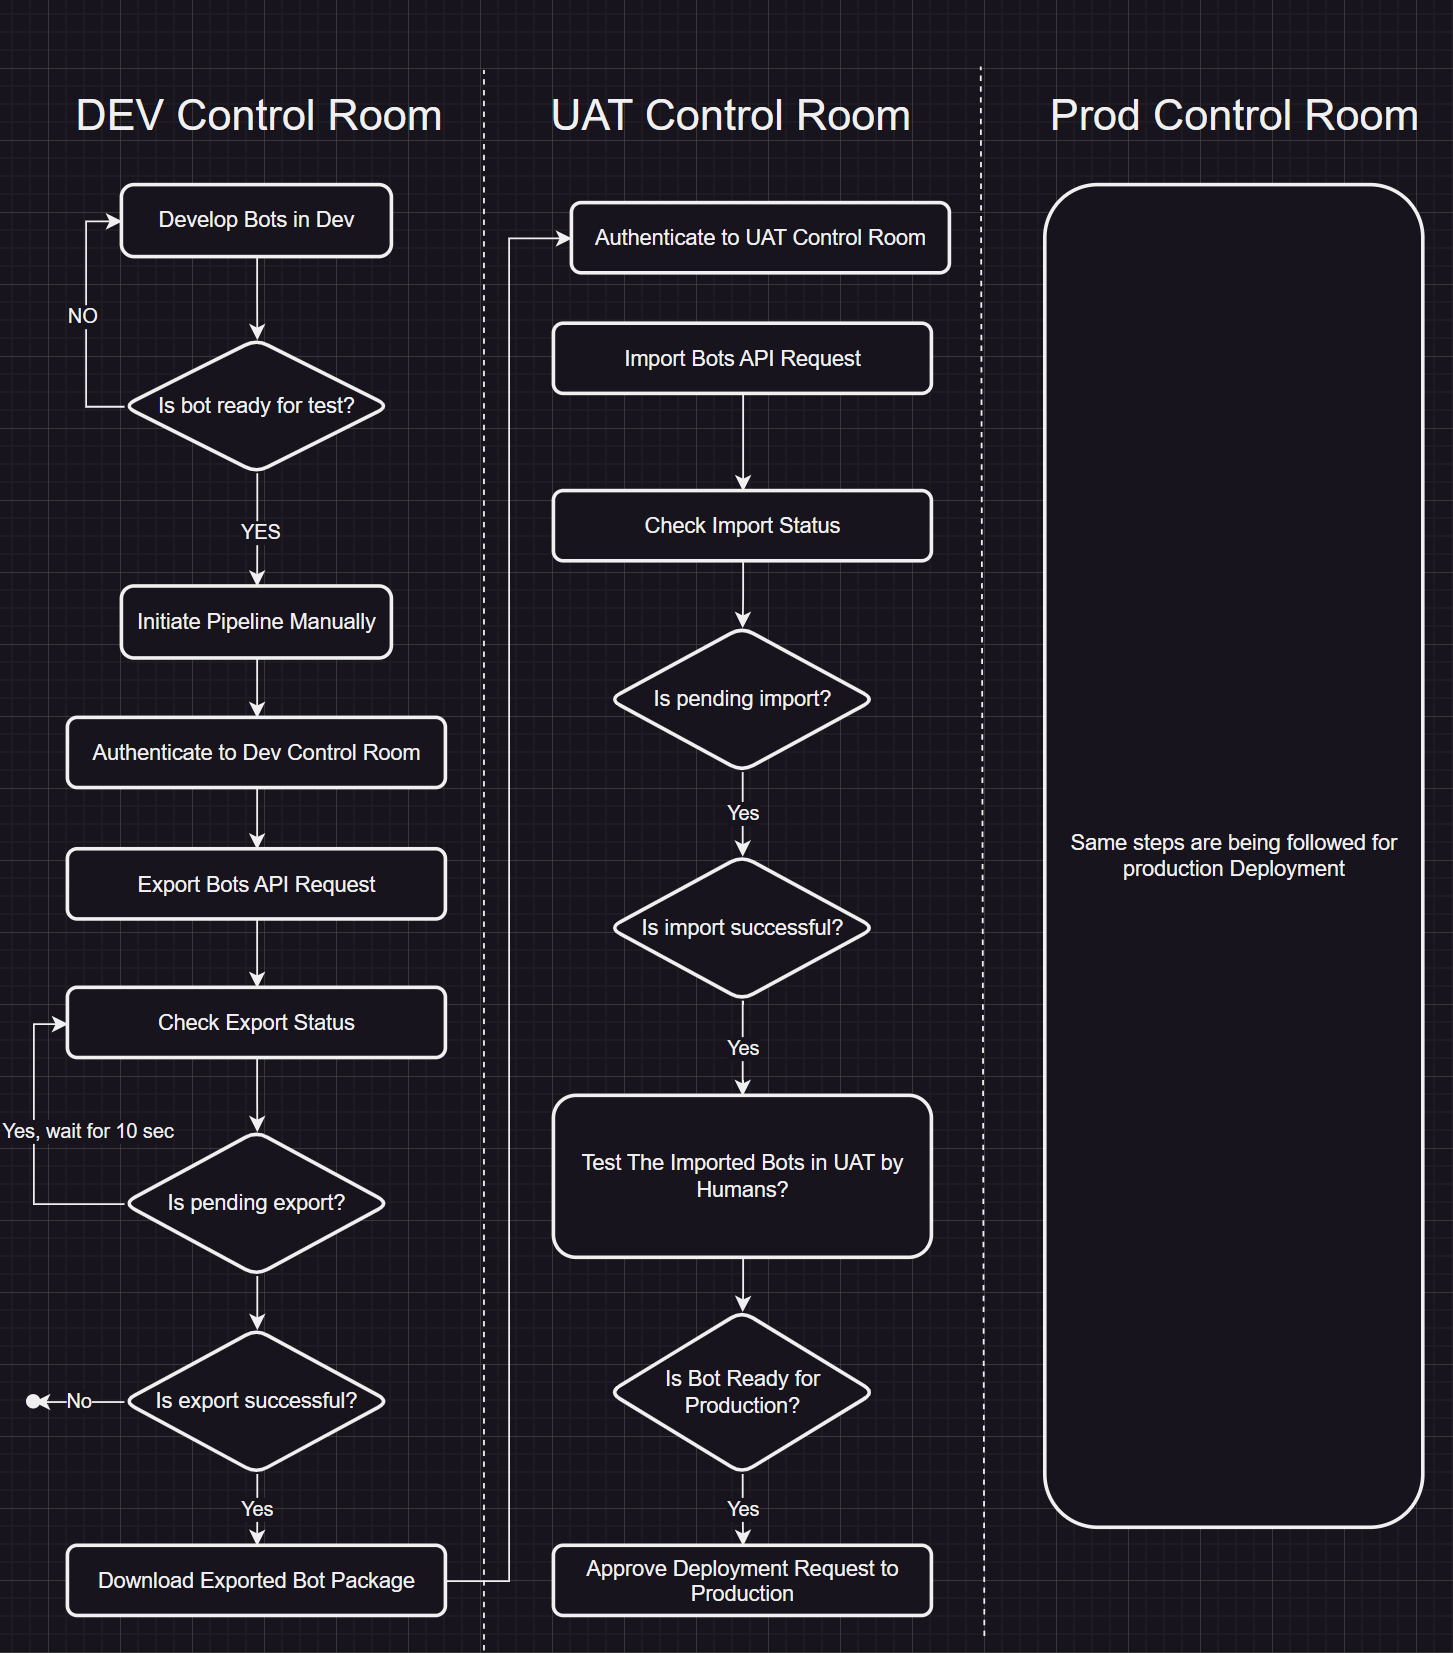 DEV Control Room
Develop Bots in Dev
NO
Is bot ready for test?
YES
Initiate Pipeline Manually
Authenticate to Dev Control Room
Export Bots API Request
Check Export Status
Yes, wait for 10 sec
Is pending export?
Is export successful?
No
Yes
Download Exported Bot Package
UAT Control Room
Authenticate to UAT Control Room
Import Bots API Request
Check Import Status
Is pending import?
Yes
Is import successful?
Yes
Test The Imported Bots in UAT by
Humans?
Is Bot Ready for
Production?
Yes
Approve Deployment Request to
Production
Prod Control Room
Same steps are being followed for
production Deployment